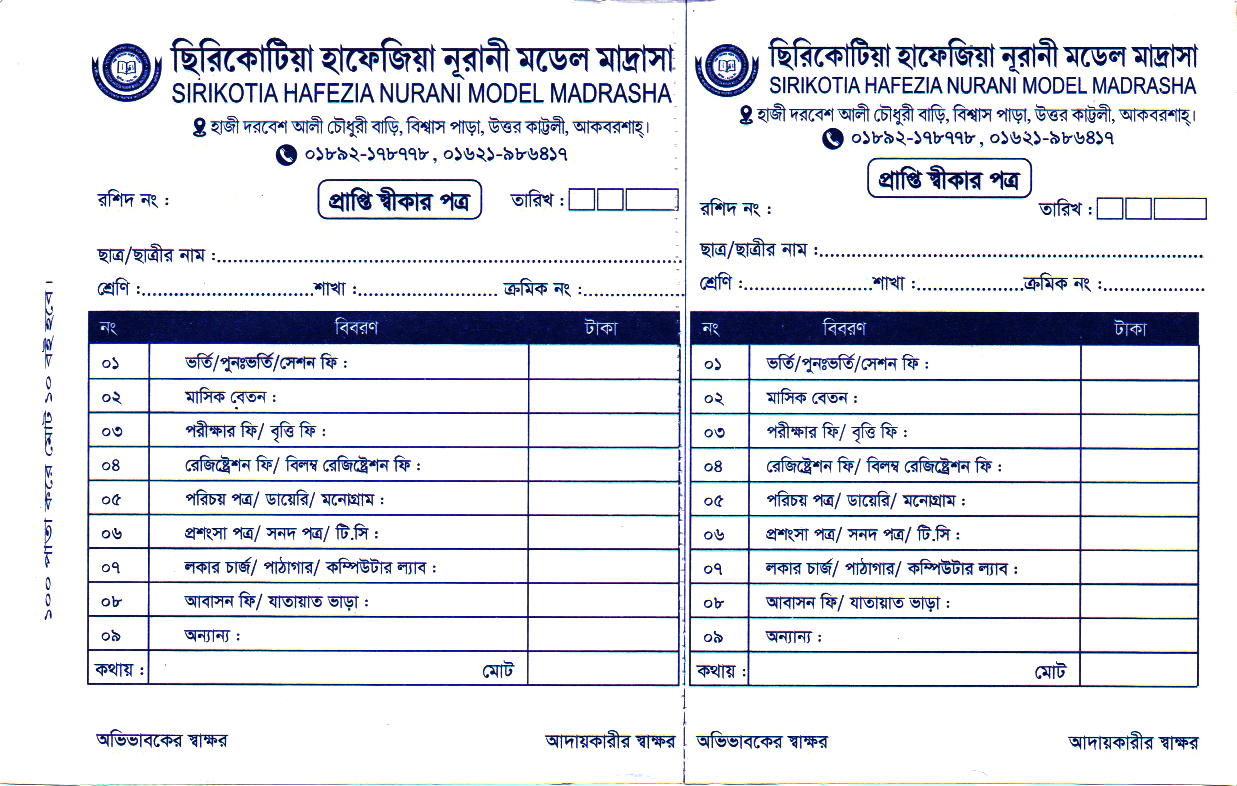 ছিরিকোটিয়া হাফেজিয়া নূরানী মডেল মাদ্রাসা
SIRIKOTIA HAFEZIA NURANI MODEL MADRASHA
হাজী দরবেশ আলী চৌধুরী বাড়ি, বিশ্বাস পাড়া, উত্তর কাট্টলী, আকবরশাহ্।
০১৮৯২-১৭৮৭৭৮ , ০১৬২১-৯৮৬৪১৭
রশিদ নং : প্রাপ্তি স্বীকার পত্র তারিখ :
ছাত্র/ছাত্রীর নাম :
শ্রেণি : শাখা : ক্রমিক নং :
নং বিবরণ টাকা
০১ ভর্তি/পুনঃভর্তি/সেশন ফি :
০২ মাসিক বেতন :
০৩ পরীক্ষার ফি/ বৃত্তি ফি :
০৪ রেজিষ্ট্রেশন ফি/ বিলম্ব রেজিষ্ট্রেশন ফি :
০৫ পরিচয় পত্র/ ডায়েরি/ মনোগ্রাম :
০৬ প্রশংসা পত্র/ সনদ পত্র/ টি.সি :
০৭ লকার চার্জ/ পাঠাগার/ কম্পিউটার ল্যাব :
০৮ আবাসন ফি/ যাতায়াত ভাড়া :
০৯ অন্যান্য :
কথায় : মোট
অভিভাবকের স্বাক্ষর আদায়কারীর স্বাক্ষর
ছিরিকোটিয়া হাফেজিয়া নূরানী মডেল মাদ্রাসা
SIRIKOTIA HAFEZIA NURANI MODEL MADRASHA
হাজী দরবেশ আলী চৌধুরী বাড়ি, বিশ্বাস পাড়া, উত্তর কাট্টলী, আকবরশাহ্।
০১৮৯২-১৭৮৭৭৮ , ০১৬২১-৯৮৬৪১৭
প্রাপ্তি স্বীকার পত্র
রশিদ নং : তারিখ :
ছাত্র/ছাত্রীর নাম :
শ্রেণি : শাখা : ক্রমিক নং :
নং বিবরণ টাকা
০১ ভর্তি/পুনঃভর্তি/সেশন ফি :
০২ মাসিক বেতন :
০৩ পরীক্ষার ফি/ বৃত্তি ফি :
০৪ রেজিষ্ট্রেশন ফি/ বিলম্ব রেজিষ্ট্রেশন ফি :
০৫ পরিচয় পত্র/ ডায়েরি/ মনোগ্রাম :
০৬ প্রশংসা পত্র/ সনদ পত্র/ টি.সি :
০৭ লকার চার্জ/ পাঠাগার/ কম্পিউটার ল্যাব :
০৮ আবাসন ফি/ যাতায়াত ভাড়া :
০৯ অন্যান্য :
কথায় : মোট
অভিভাবকের স্বাক্ষর আদায়কারীর স্বাক্ষর
১০০ পাতা করে মোট ১০ বই হবে।